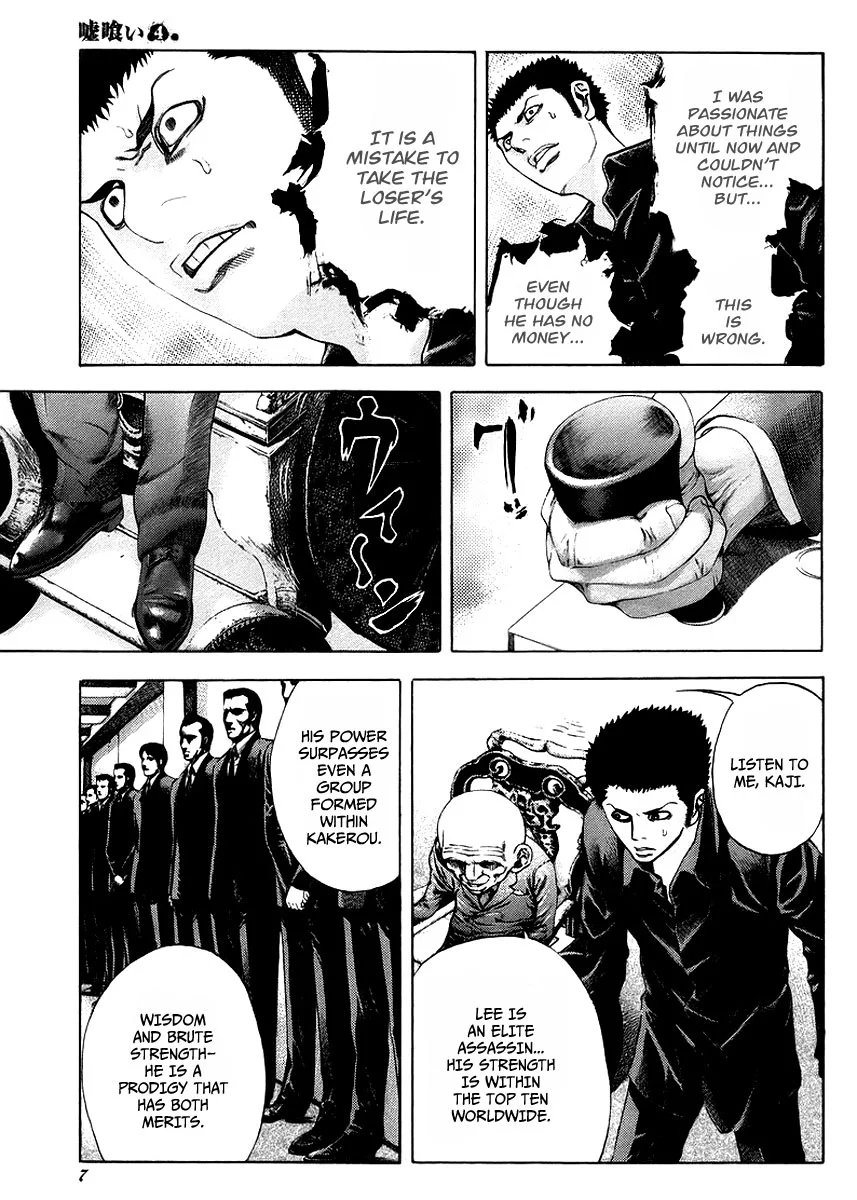 嘘喰い
I WAS
PASSIONATE
ABOUT THINGS
UNTIL NOW AND
COULDN'T
NOTICE...
BUT...
THIS
IS
WRONG.
EVEN
THOUGH
HE HAS NO
MONEY...
IT IS A
MISTAKE TO
TAKE THE
LOSER'S
LIFE.
グッ
ウィーン
LISTEN TO
ME, KAJI.
LEE IS
AN ELITE
ASSASSIN...
HIS STRENGTH
IS WITHIN
THE TOP TEN
WORLDWIDE.
HIS POWER
SURPASSES
EVEN A
GROUP
FORMED
WITHIN
KAKEROU.
WISDOM
AND BRUTE
STRENGTH-
HE IS A
PRODIGY THAT
HAS BOTH
MERITS.
7